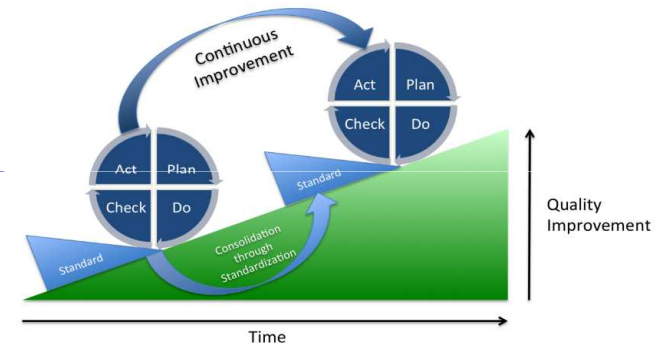 Continuous
Improvement
Act
Plan
Check
Do
Act
Plan
Check
Do
Standard
Standard
Consolidation
through
Standardization
Quality
Improvement
Time